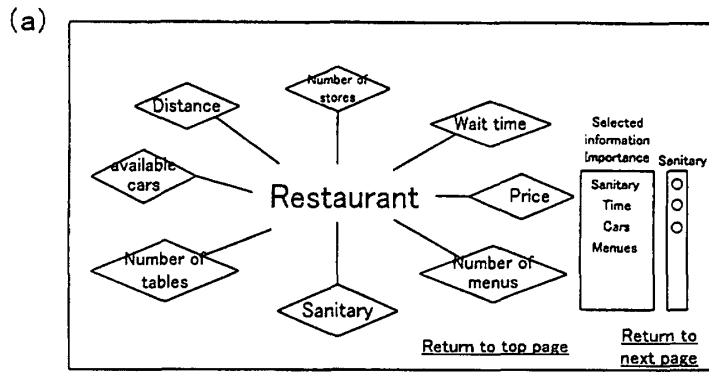 (a)
Number of
stores
Distance
Wait time
available
cars
Restaurant
Price
Number of
tables
Sanitary
Number of
menus
Selected
information
Importance
Sanitary
Sanitary
Time
Cars
Menues
Return to top page
Return to
next page